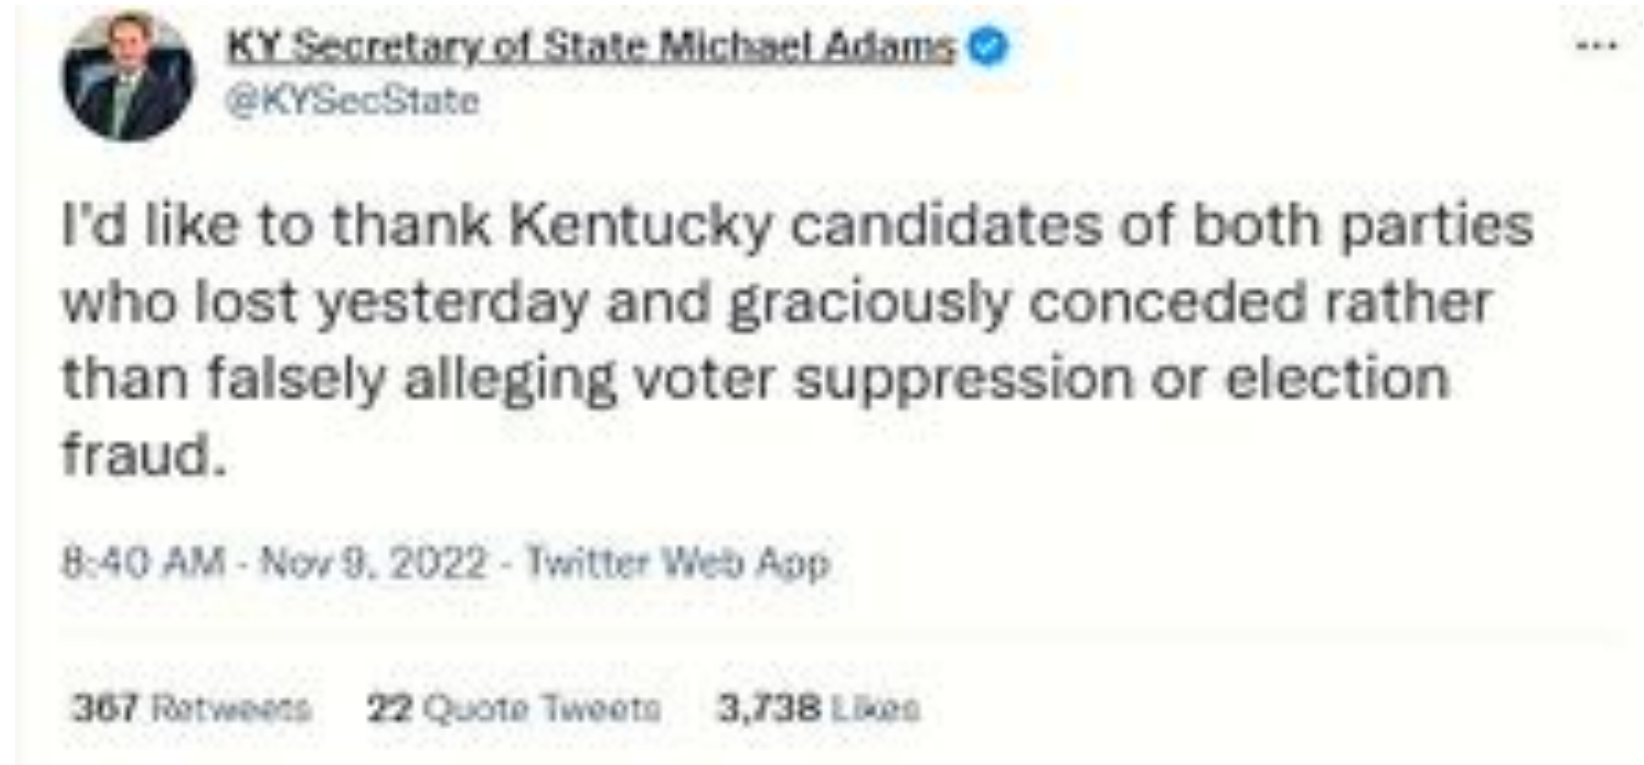 KY Secretary of State Michael Adams
@KYSecState
I'd like to thank Kentucky candidates of both parties
who lost yesterday and graciously conceded rather
than falsely alleging voter suppression or election
fraud.
8:40 AM · Nov 9, 2022 · Twitter Web App
367 Retweets 22 Quote Tweets 3,738 Likes